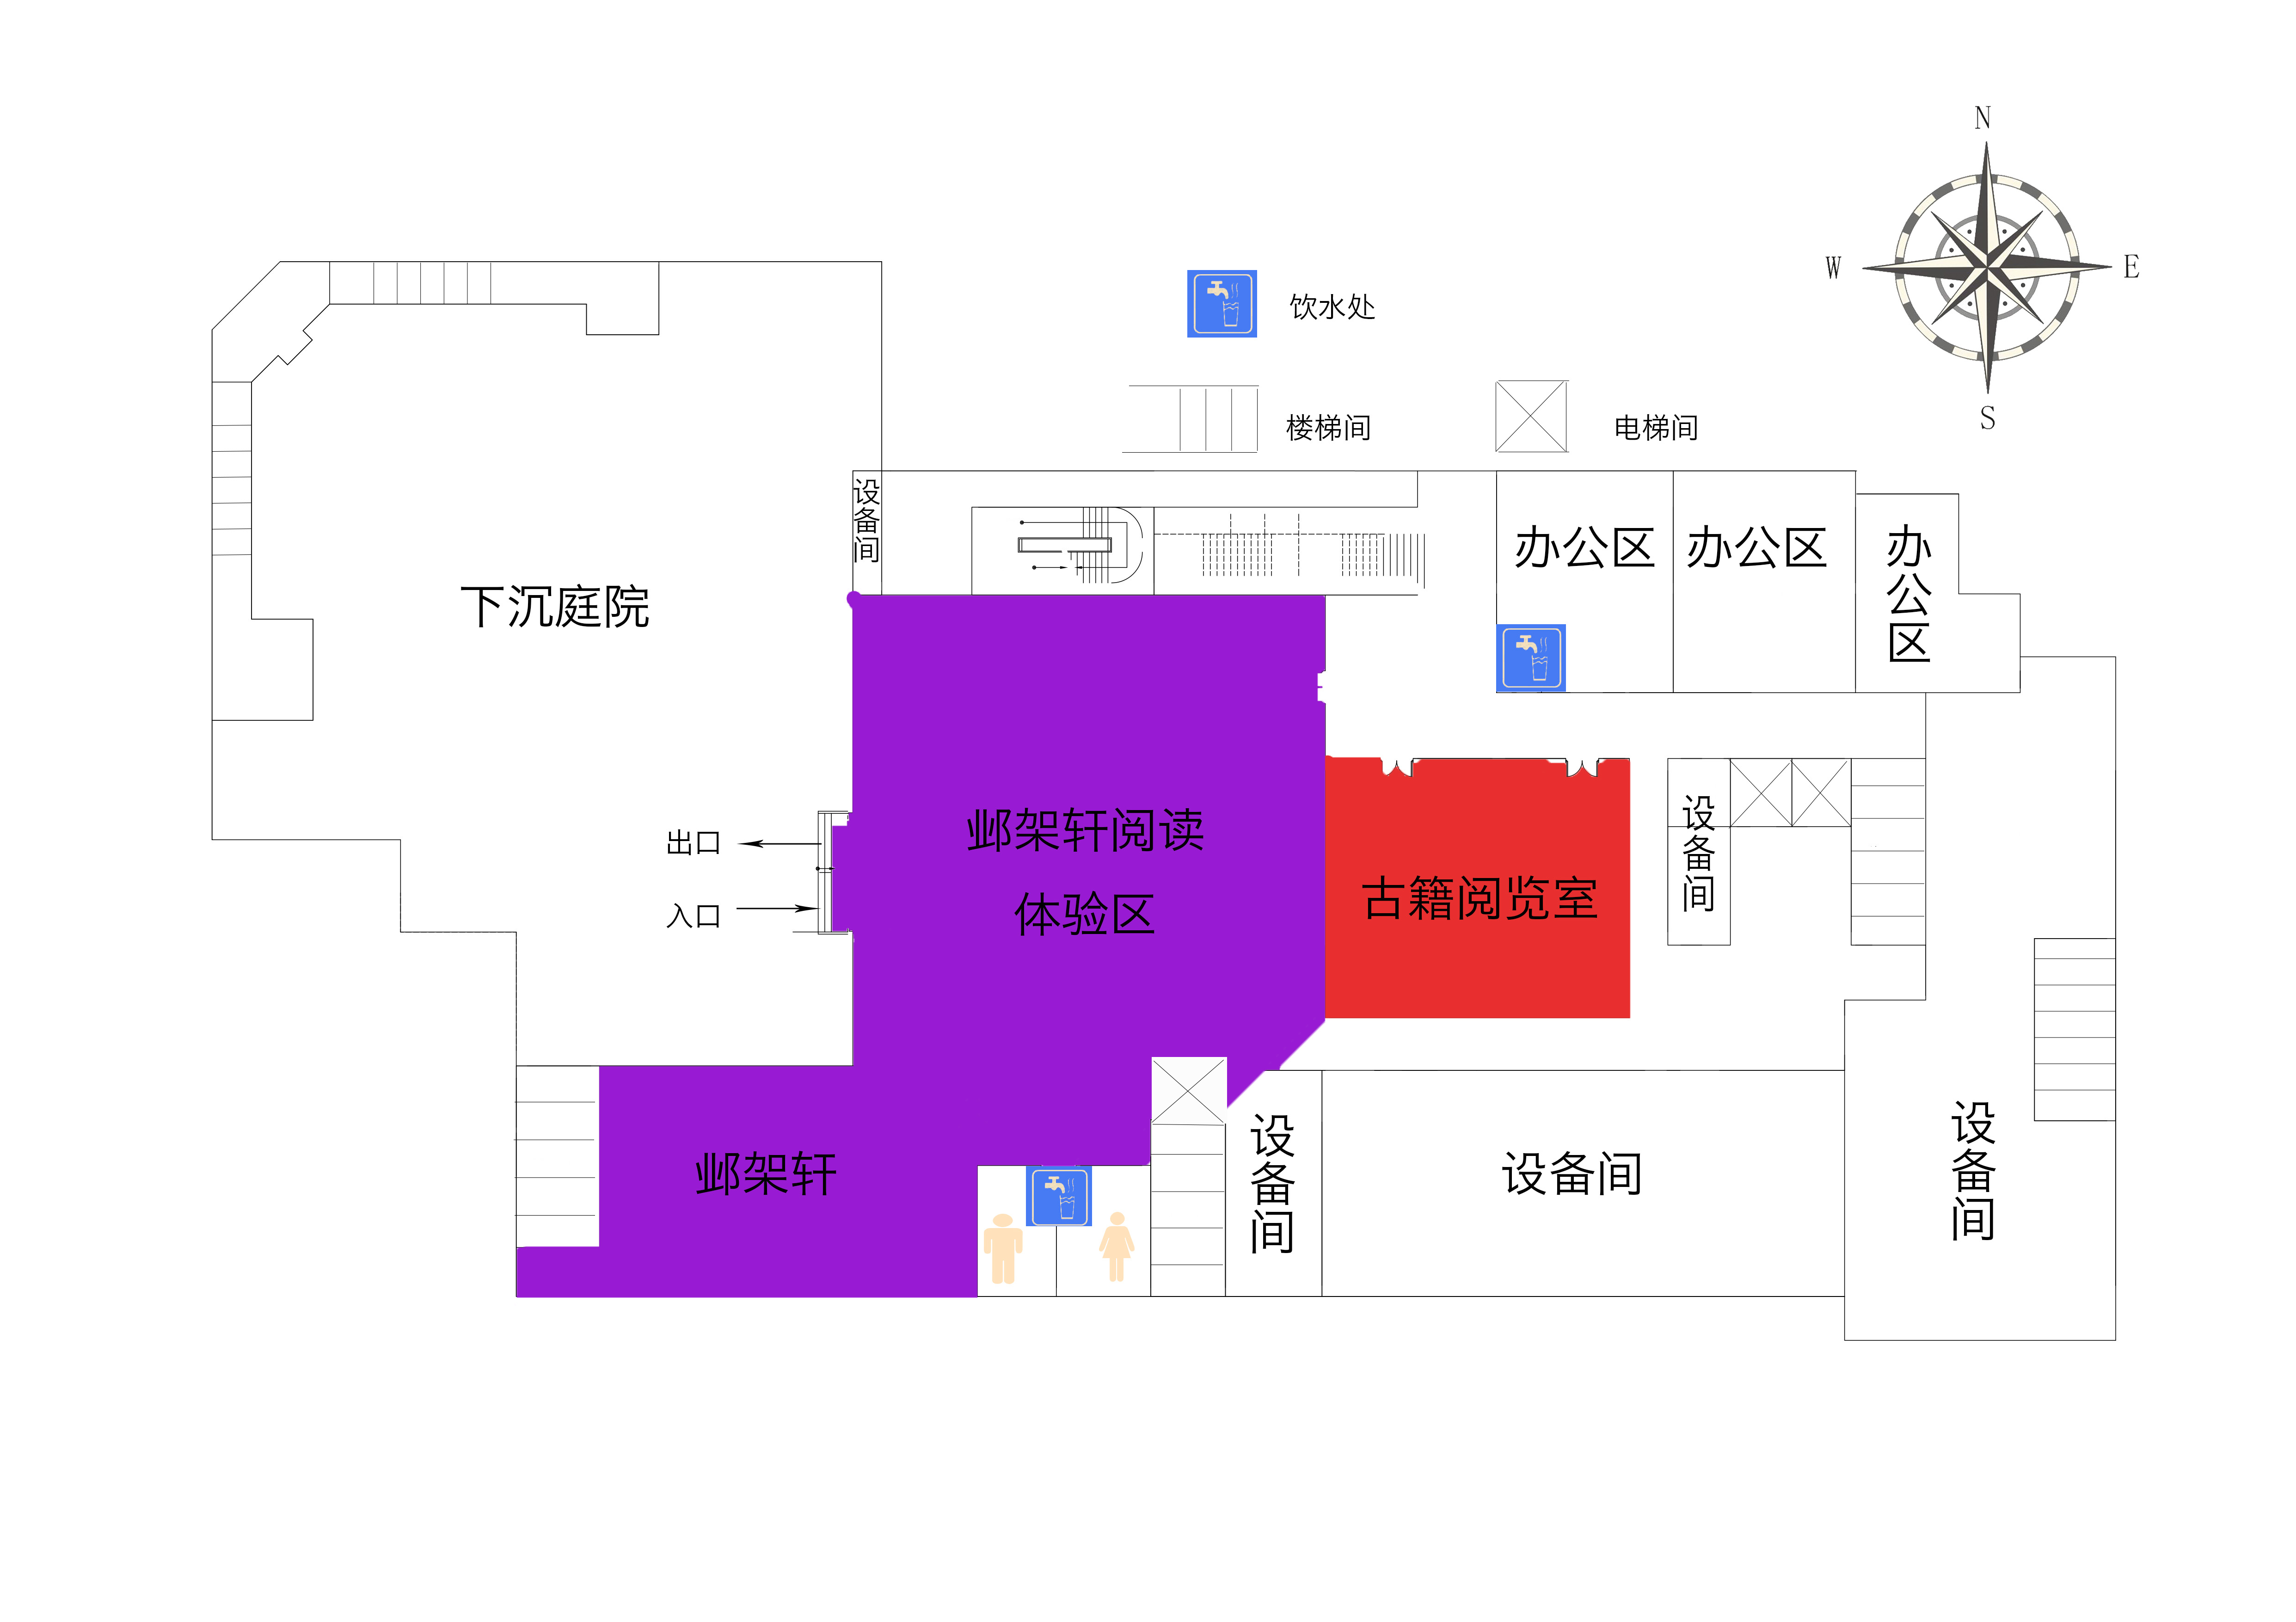 N
W
E
S
饮水处
楼梯间
电梯间
设备间
办公区
办公区
办公区
下沉庭院
邺架轩阅读
体验区
出口
入口
古籍阅览室
设备间
邺架轩
设备间
设备间
设备间